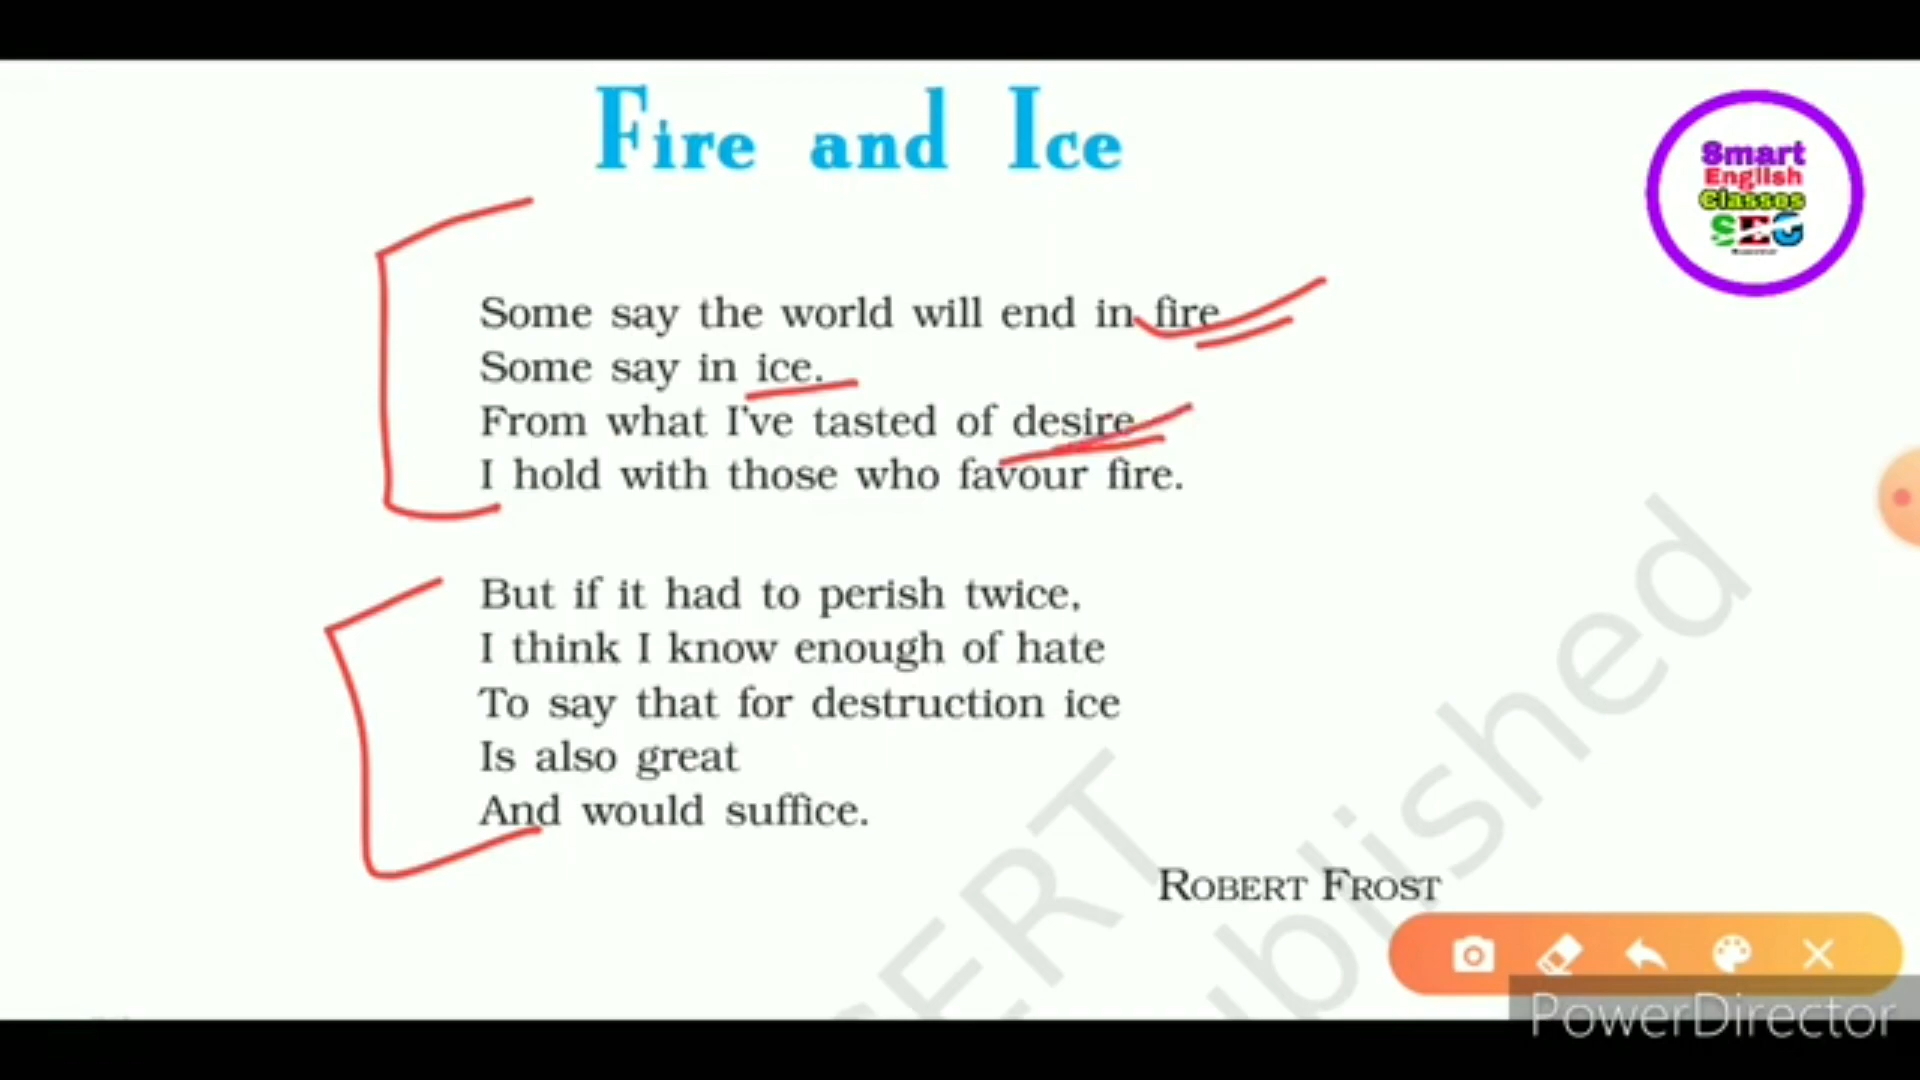 Fire and Ice
Smart
English
Classes
SEC
Some say the world will end in fire
Some say in ice.
From what I've tasted of desire
I hold with those who favour fire.
But if it had to perish twice,
I think I know enough of hate
To say that for destruction ice
Is also great
And would suffice.
ROBERT FROST
PowerDirector